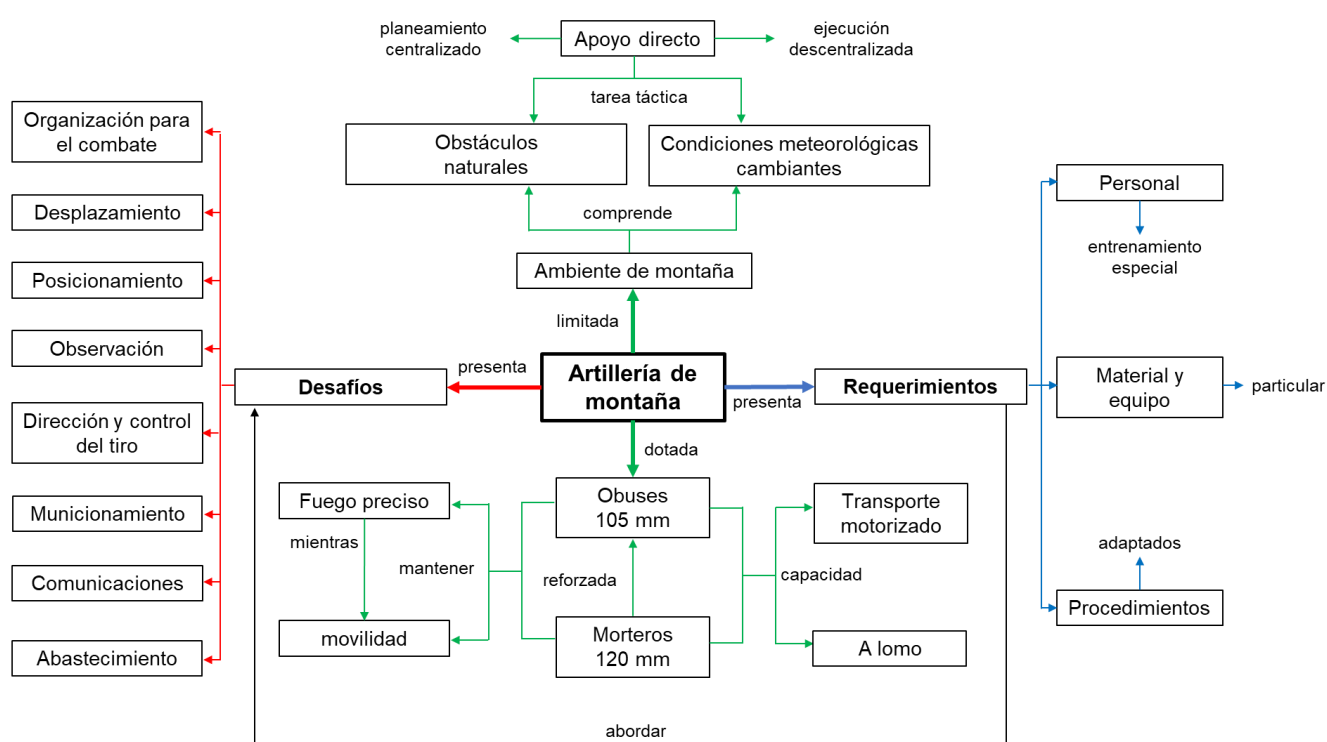 planeamiento
centralizado
Apoyo directo
ejecución
descentralizada
tarea táctica
Obstáculos
naturales
Condiciones meteorológicas
cambiantes
comprende
Ambiente de montaña
limitada
Organización para
el combate
Desplazamiento
Posicionamiento
Observación
Dirección y control
del tiro
Municionamiento
Comunicaciones
Abastecimiento
Desafíos
presenta
Artillería de
montaña
presenta
Requerimientos
Personal
entrenamiento
especial
Material y
equipo
particular
adaptados
Procedimientos
dotada
Fuego preciso
mientras
movilidad
mantener
Obuses
105 mm
reforzada
Morteros
120 mm
capacidad
Transporte
motorizado
A lomo
abordar